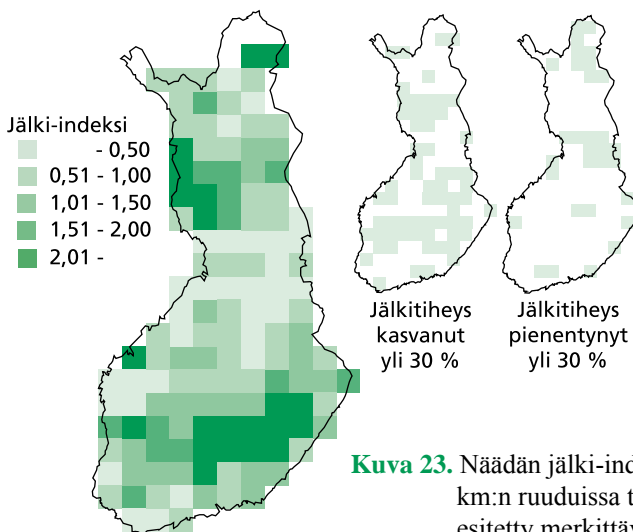 Jälki-indeksi
- 0,50
0,51 - 1,00
1,01 - 1,50
1,51 - 2,00
2,01 -
Jälkitiheys
kasvanut
yli 30 %
Jälkitiheys
pienentynyt
yli 30 %
Kuva 23. Näädän jälki-ind
km:n ruuduissa t